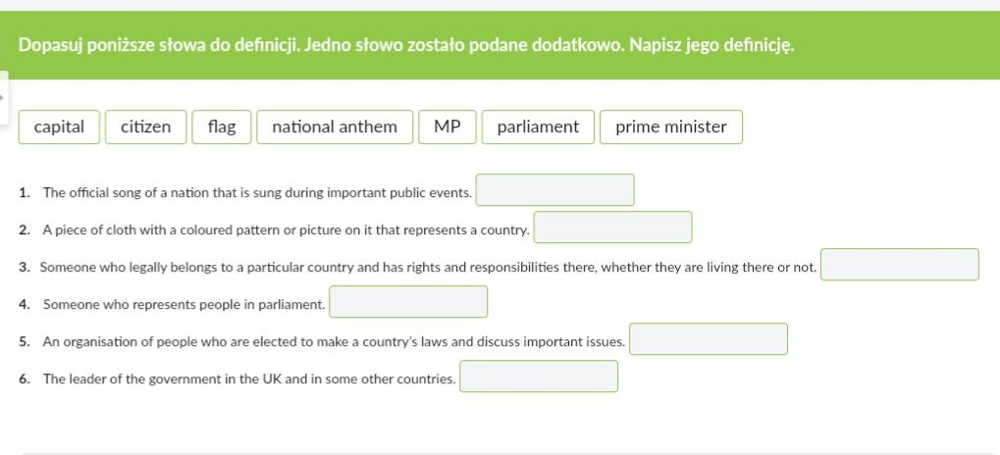 Dopasuj poniższe słowa do definicji. Jedno słowo zostało podane dodatkowo. Napisz jego definicję.
capital citizen flag national anthem MP parliament prime minister
1. The official song of a nation that is sung during important public events.
2. A piece of cloth with a coloured pattern or picture on it that represents a country.
3. Someone who legally belongs to a particular country and has rights and responsibilities there, whether they are living there or not.
4. Someone who represents people in parliament.
5. An organisation of people who are elected to make a country's laws and discuss important issues.
6. The leader of the government in the UK and in some other countries.